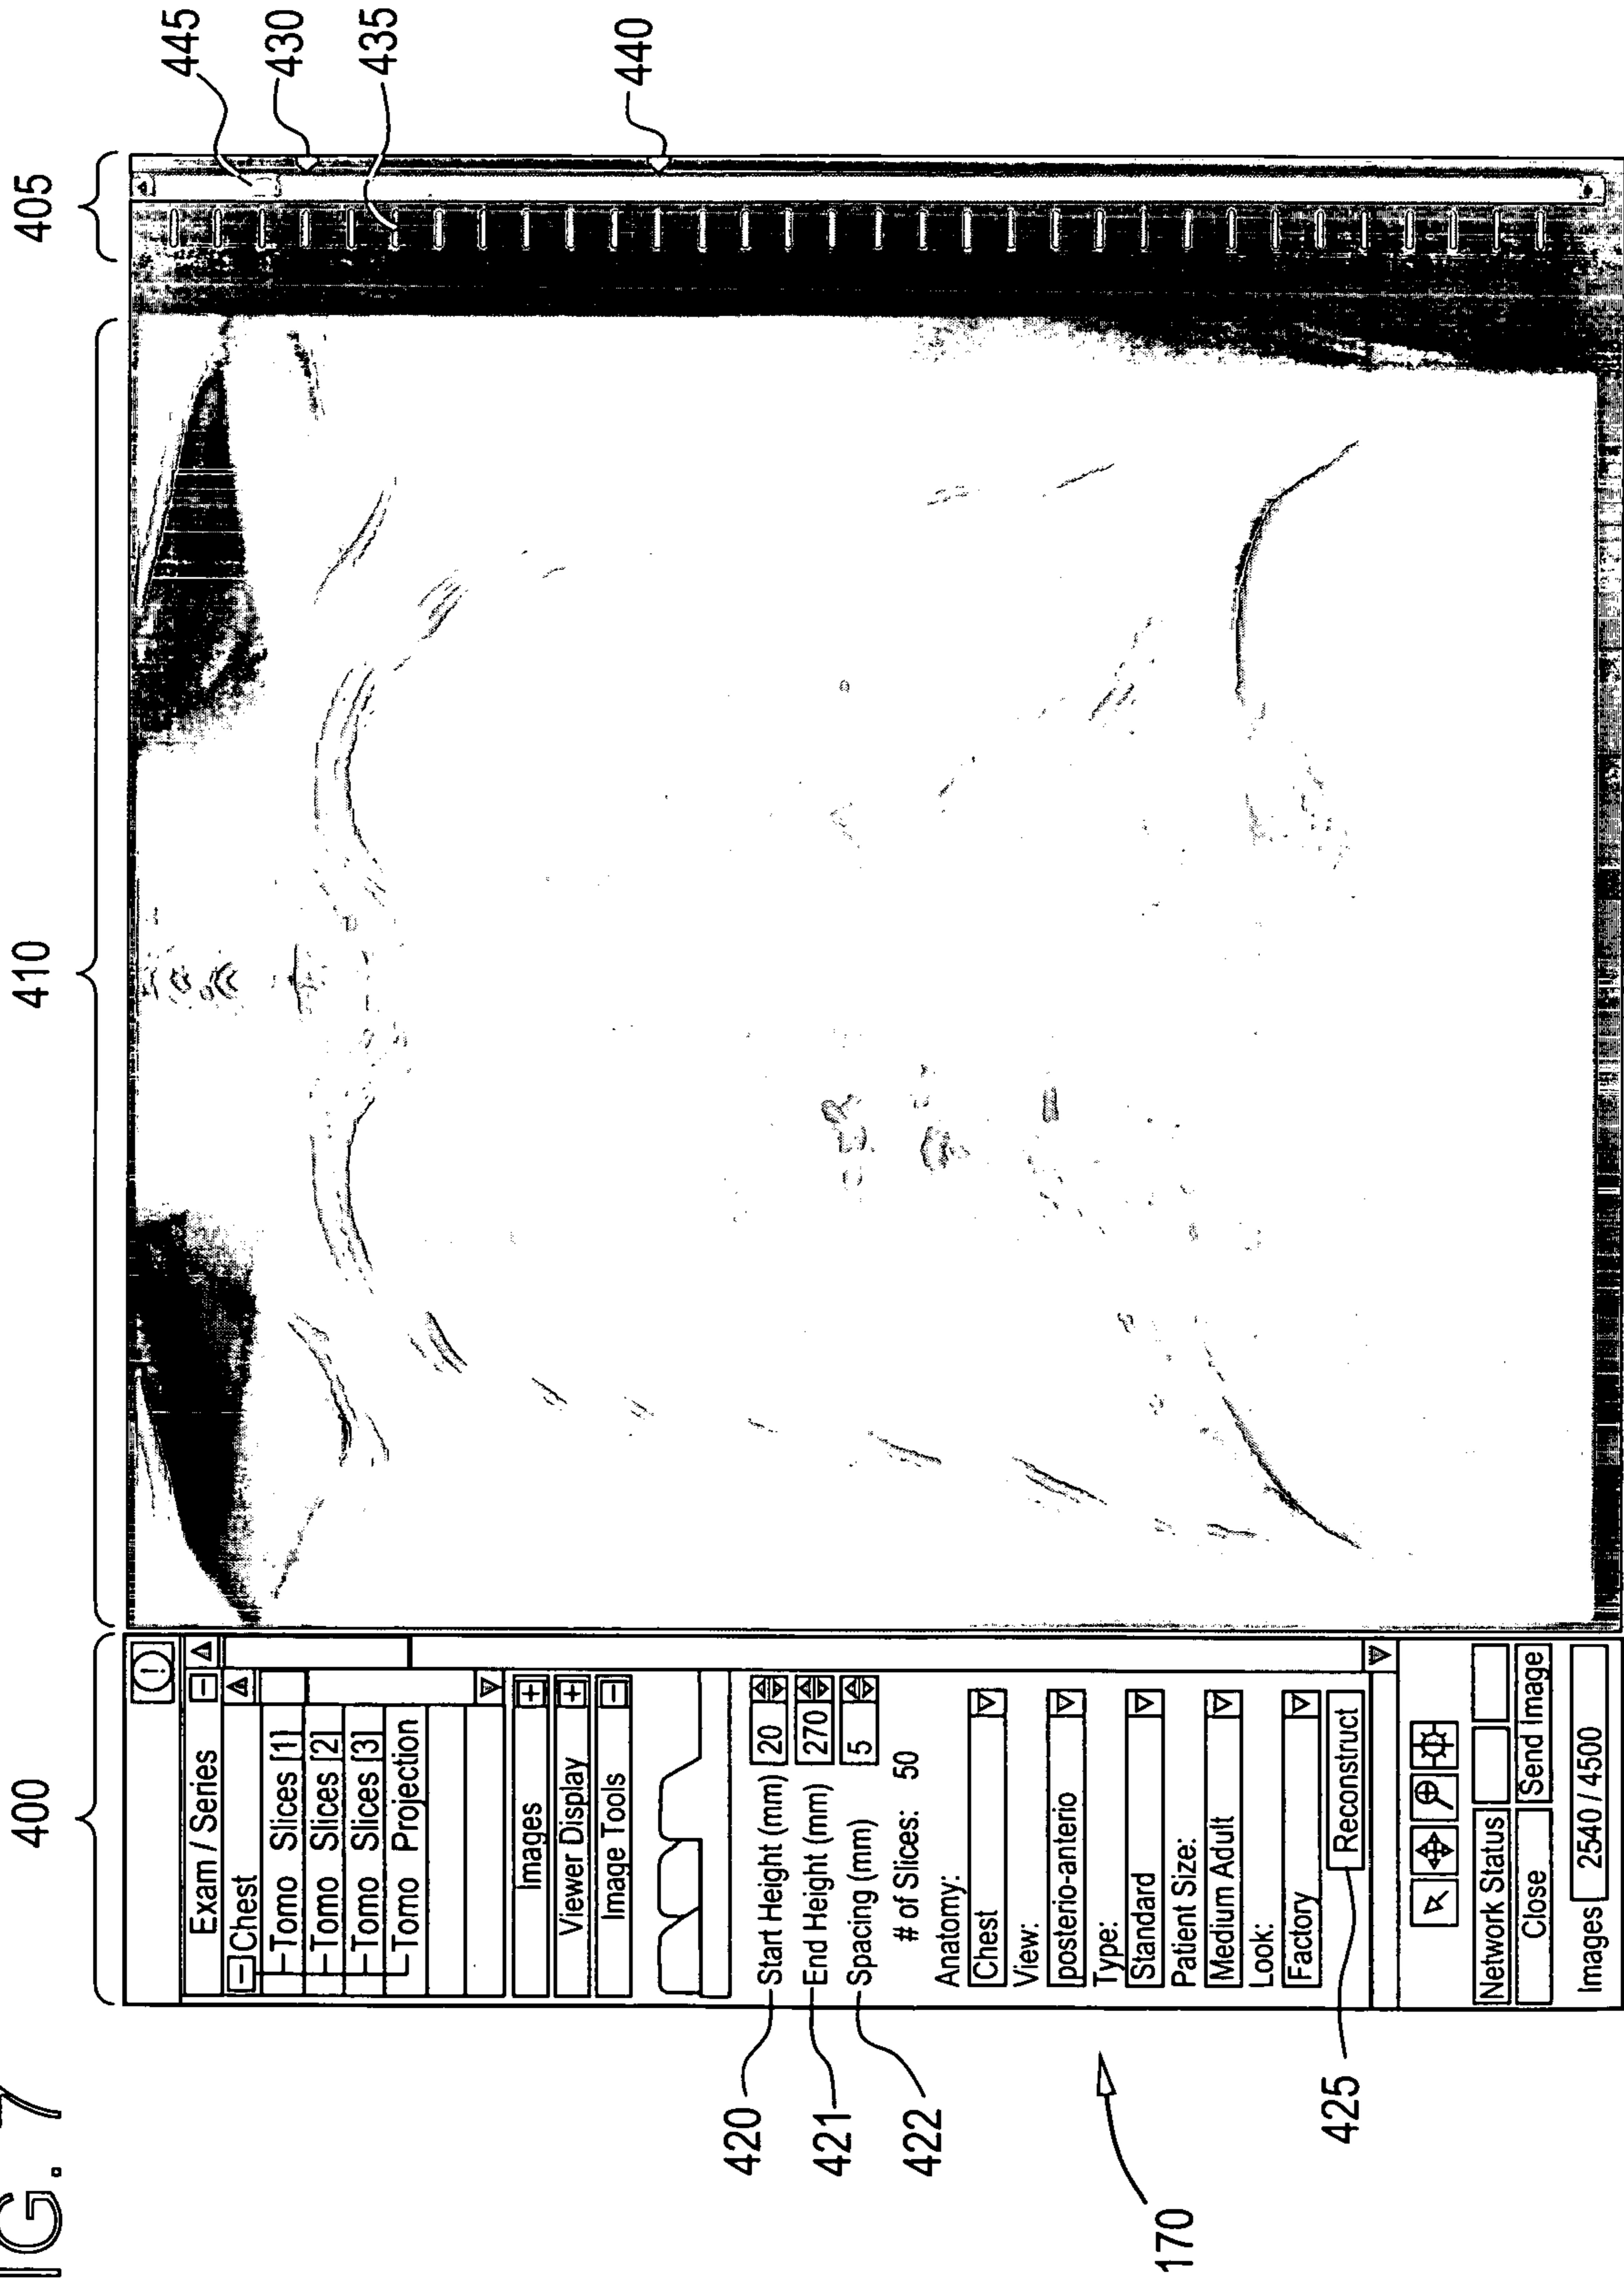 IG. 7
400
410
405
445
430
435
440
Exam / Series
Chest
Tomo Slices [1]
Tomo Slices [2]
Tomo Slices [3]
Tomo Projection
Images
Viewer Display
Image Tools
420
Start Height (mm) 20
421
End Height (mm) 270
422
Spacing (mm) 5
# of Slices: 50
Anatomy:
Chest
View:
posterio-anterio
Type:
Standard
Patient Size:
Medium Adult
Look:
Factory
425
Reconstruct
170
Network Status
Close
Send Image
Images 2540 / 4500